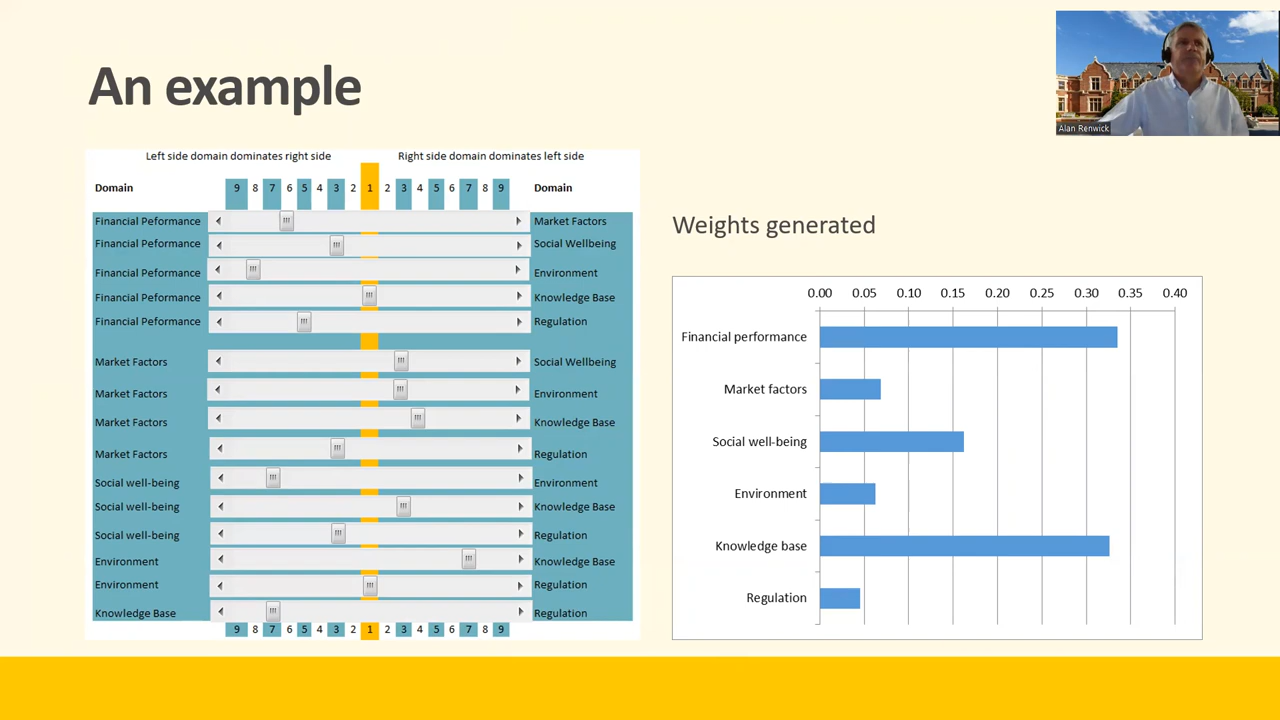 An example
Alan Renwick
Left side domain dominates right side Right side domain dominates left side
Domain 9 8 7 6 5 4 3 2 1 2 3 4 5 6 7 8 9 Domain
Financial Peformance Market Factors
Financial Peformance Social Wellbeing
Financial Peformance Environment
Financial Peformance Knowledge Base
Financial Peformance Regulation
Market Factors Social Wellbeing
Market Factors Environment
Market Factors Knowledge Base
Market Factors Regulation
Social well-being Environment
Social well-being Knowledge Base
Social well-being Regulation
Environment Knowledge Base
Environment Regulation
Knowledge Base Regulation
9 8 7 6 5 4 3 2 1 2 3 4 5 6 7 8 9
Weights generated
0.00 0.05 0.10 0.15 0.20 0.25 0.30 0.35 0.40
Financial performance
Market factors
Social well-being
Environment
Knowledge base
Regulation